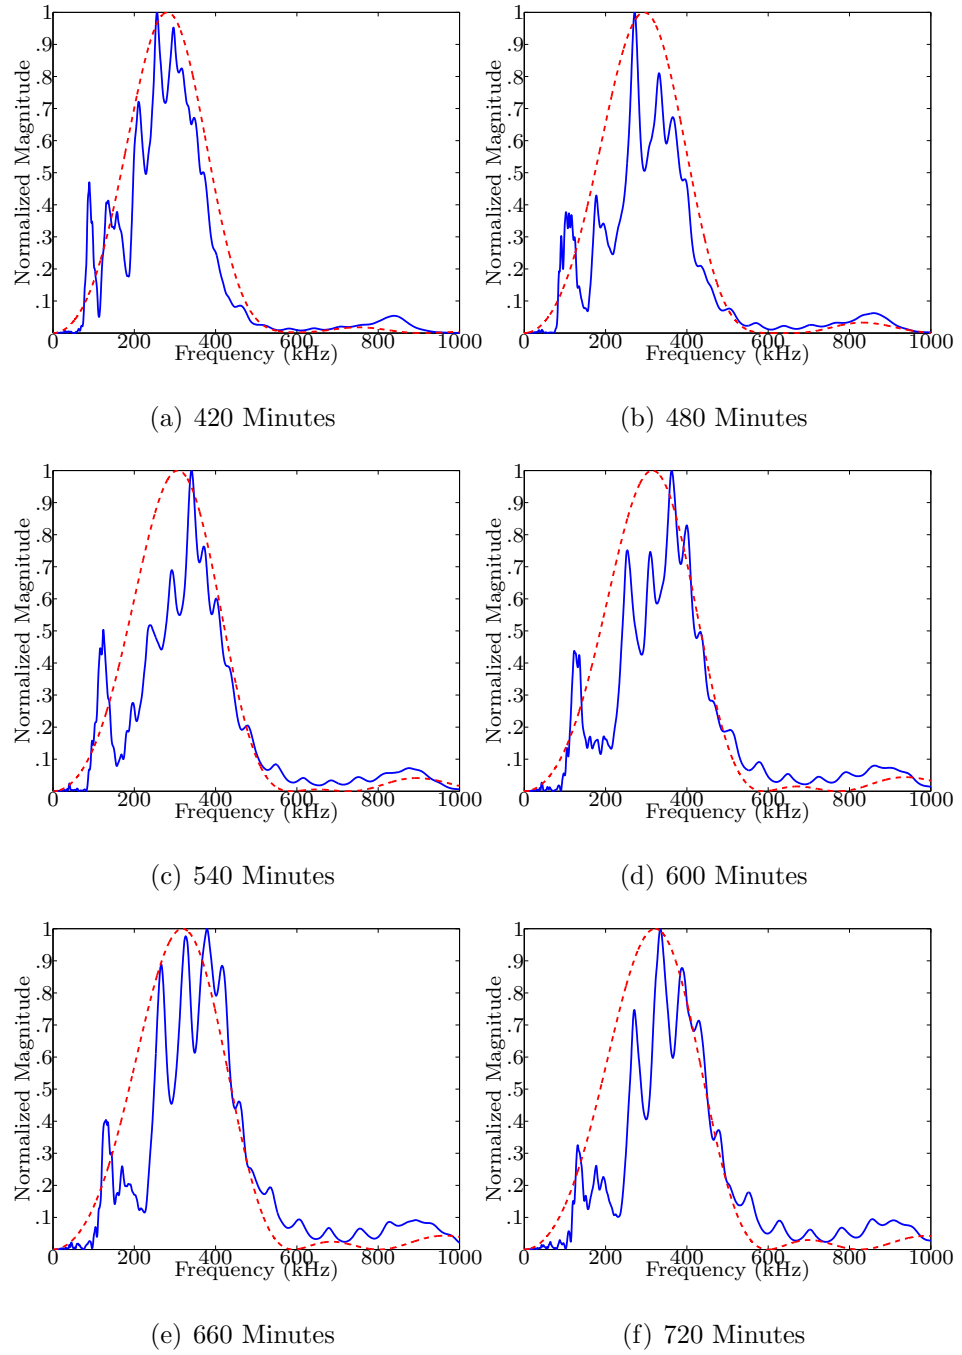 1
.9
.8
.7
.6
.5
.4
.3
.2
.1
0 200 400 600 800 1000
Normalized Magnitude
Frequency (kHz)
(a) 420 Minutes
1
.9
.8
.7
.6
.5
.4
.3
.2
.1
0 200 400 600 800 1000
Normalized Magnitude
Frequency (kHz)
(b) 480 Minutes
1
.9
.8
.7
.6
.5
.4
.3
.2
.1
0 200 400 600 800 1000
Normalized Magnitude
Frequency (kHz)
(c) 540 Minutes
1
.9
.8
.7
.6
.5
.4
.3
.2
.1
0 200 400 600 800 1000
Normalized Magnitude
Frequency (kHz)
(d) 600 Minutes
1
.9
.8
.7
.6
.5
.4
.3
.2
.1
0 200 400 600 800 1000
Normalized Magnitude
Frequency (kHz)
(e) 660 Minutes
1
.9
.8
.7
.6
.5
.4
.3
.2
.1
0 200 400 600 800 1000
Normalized Magnitude
Frequency (kHz)
(f) 720 Minutes